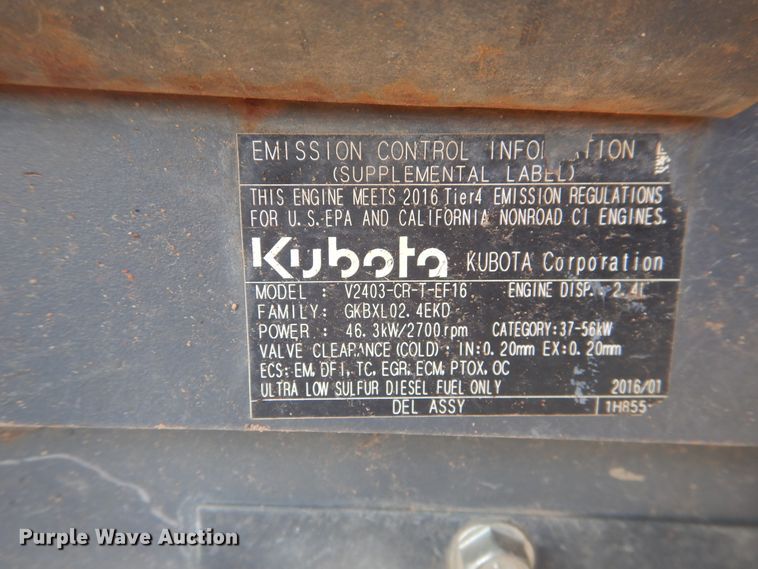 EMISSION CONTROL INFO TION
(SUPPLEMENTAL LABEL)
THIS ENGINE MEETS 2016 Tier4 EMISSION REGULATIONS
FOR U.S.EPA AND CALIFORNIA NONROAD CI ENGINES.
Kubota KUBOTA Corporation
MODEL : V2403-CR-T-EF16 ENGINE DISP.: 2.4L
FAMILY: GKBXL02.4EKD
POWER : 46.3kW/2700rpm CATEGORY:37-56kW
VALVE CLEARANCE(COLD): IN:0.20mm EX:0.20mm
ECS: EM, DFI, TC, EGR, ECM, PTOX, OC
ULTRA LOW SULFUR DIESEL FUEL ONLY 2016/01
DEL ASSY 1H855-
Purple Wave Auction